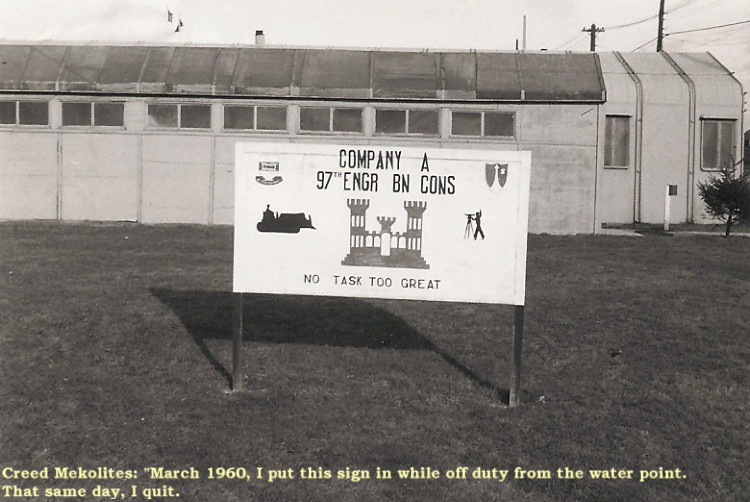 COMPANY A
97TH ENGR BN CONS
NO TASK TOO GREAT
Creed Mekolites: "March 1960, I put this sign in while off duty from the water point.
That same day, I quit.